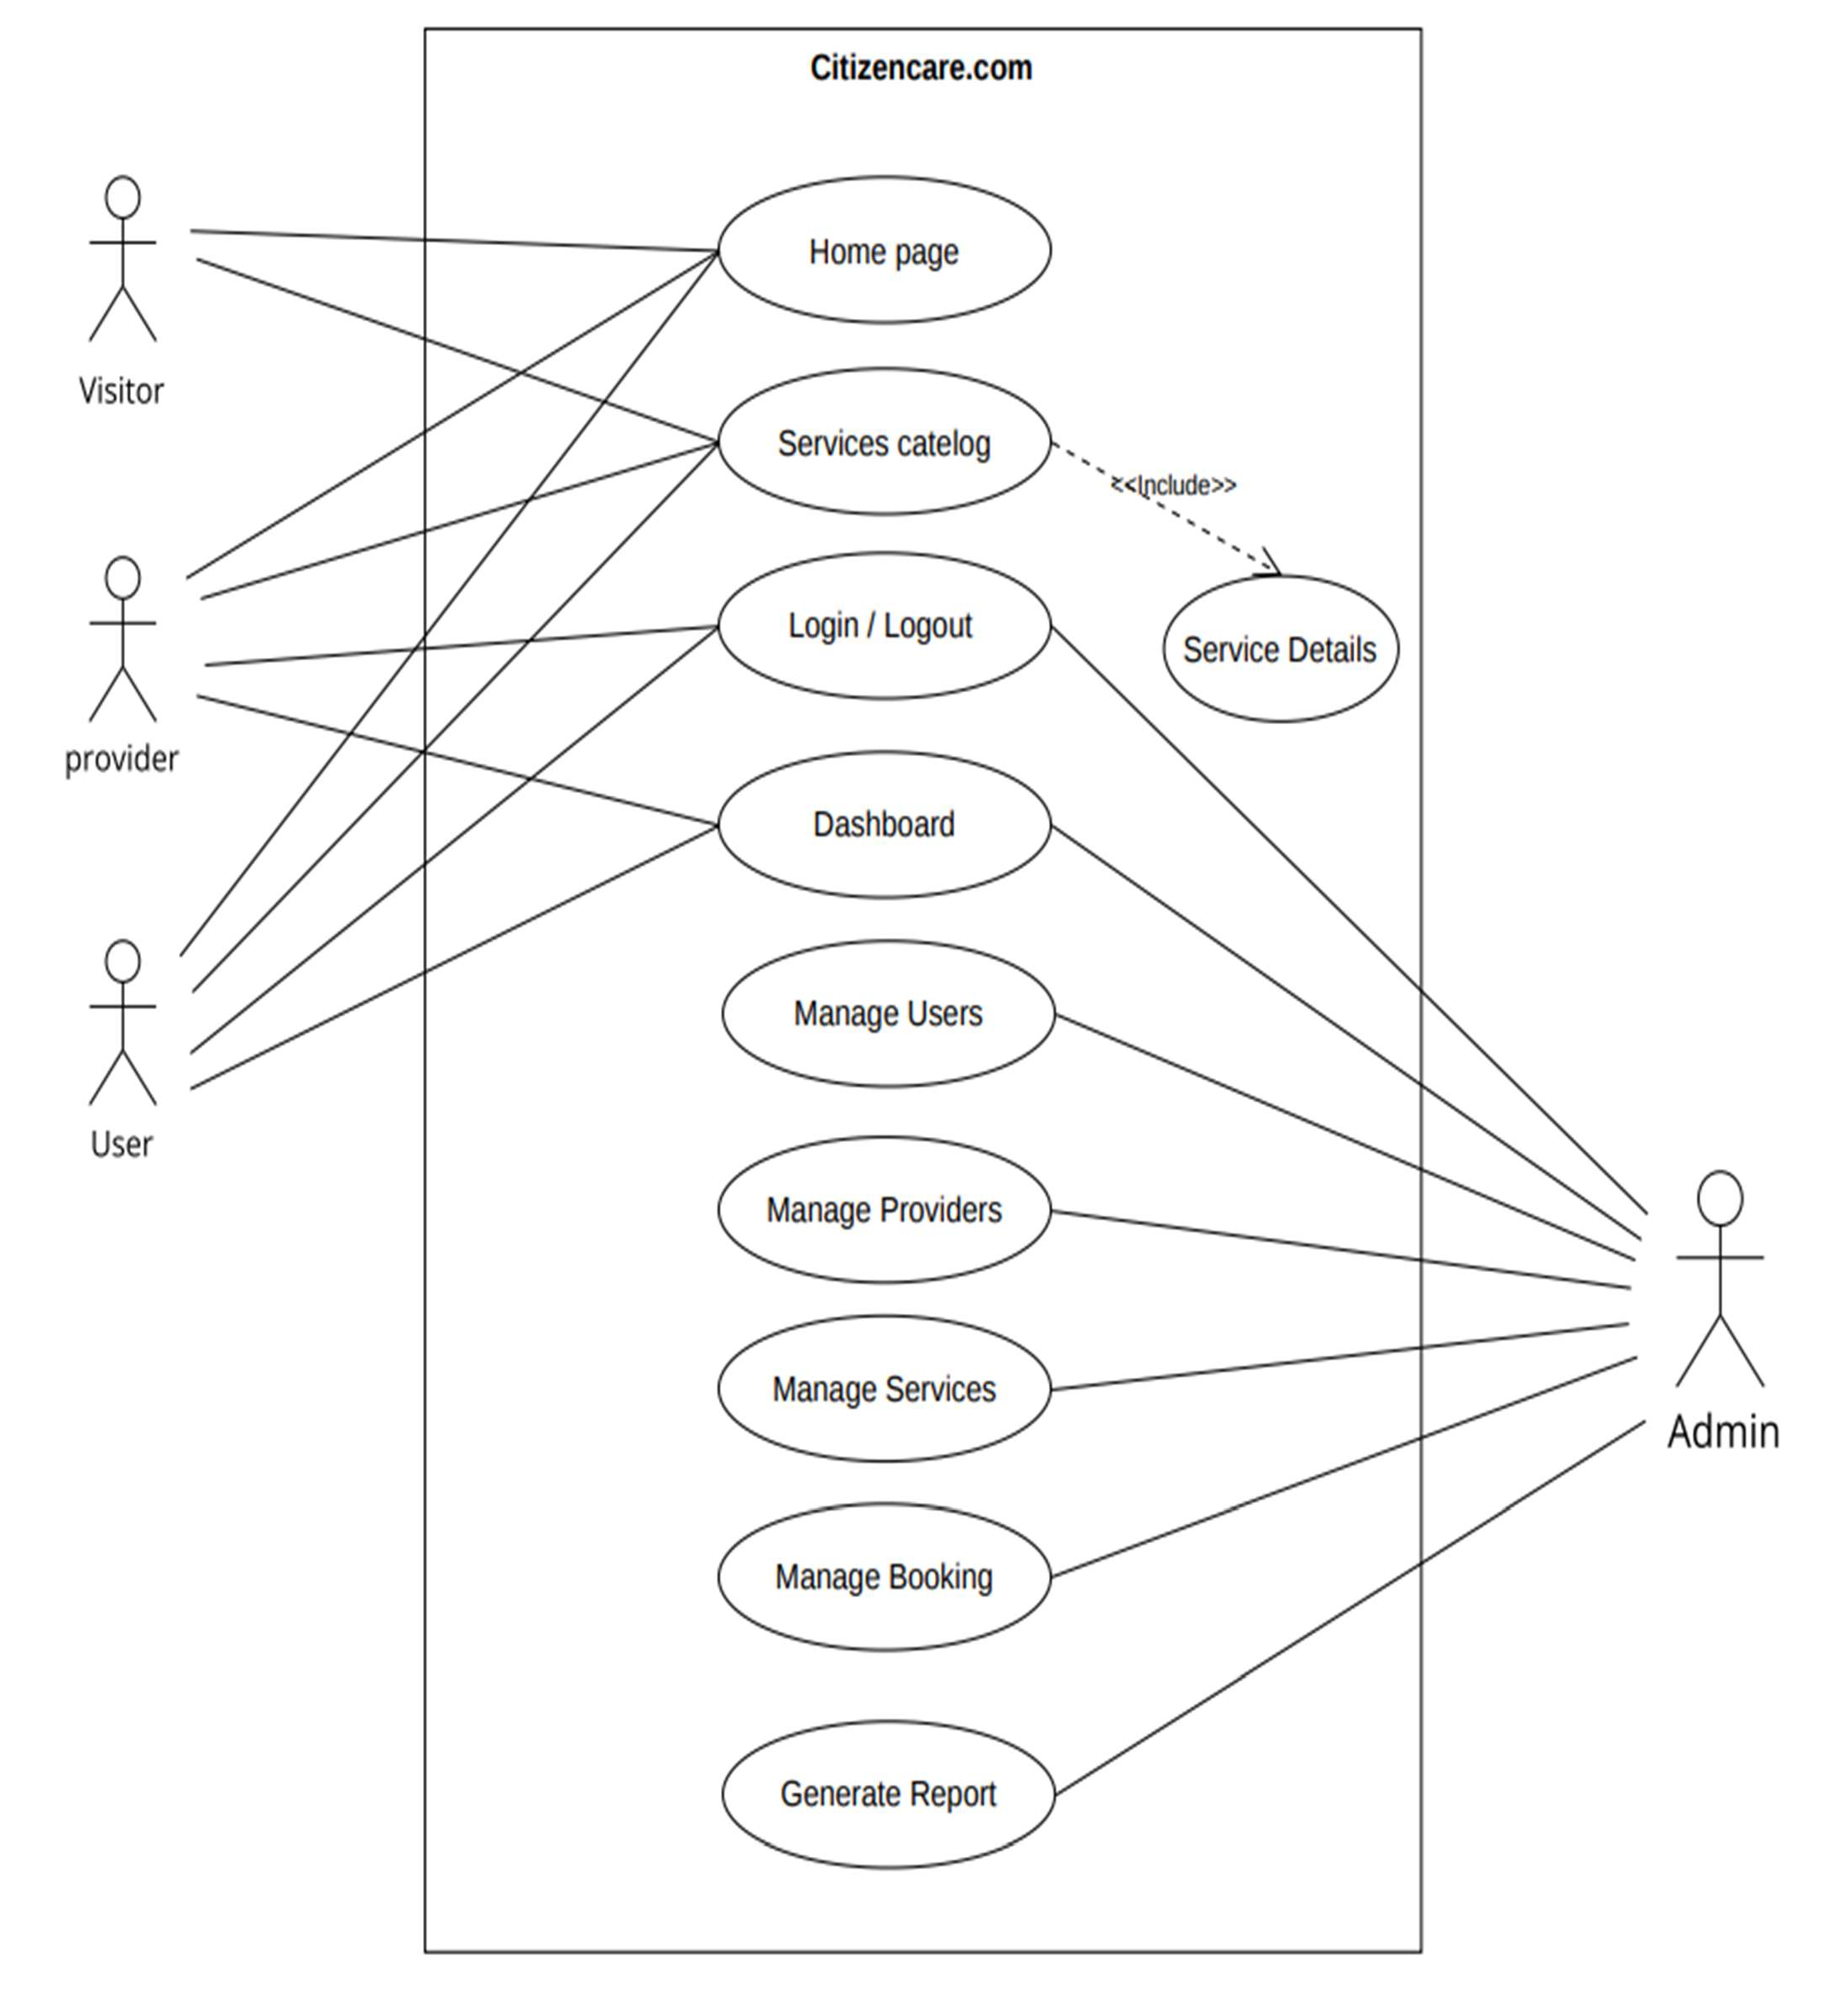 Citizencare.com
Home page
Visitor
Services catelog
<<Include>>
Login / Logout
Service Details
provider
Dashboard
Manage Users
User
Manage Providers
Manage Services
Admin
Manage Booking
Generate Report